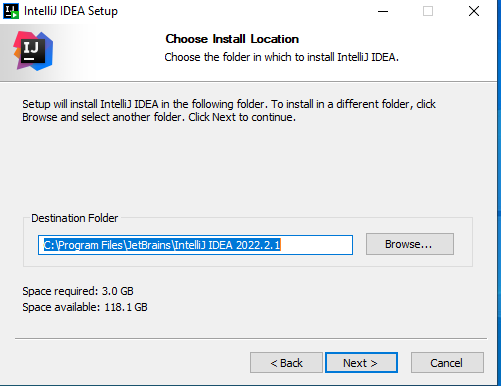 IntelliJ IDEA Setup
Choose Install Location
Choose the folder in which to install IntelliJ IDEA.
IJ
Setup will install IntelliJ IDEA in the following folder. To install in a different folder, click
Browse and select another folder. Click Next to continue.
Destination Folder
C:\Program Files\JetBrains\IntelliJ IDEA 2022.2.1
Browse...
Space required: 3.0 GB
Space available: 118.1 GB
< Back
Next >
Cancel